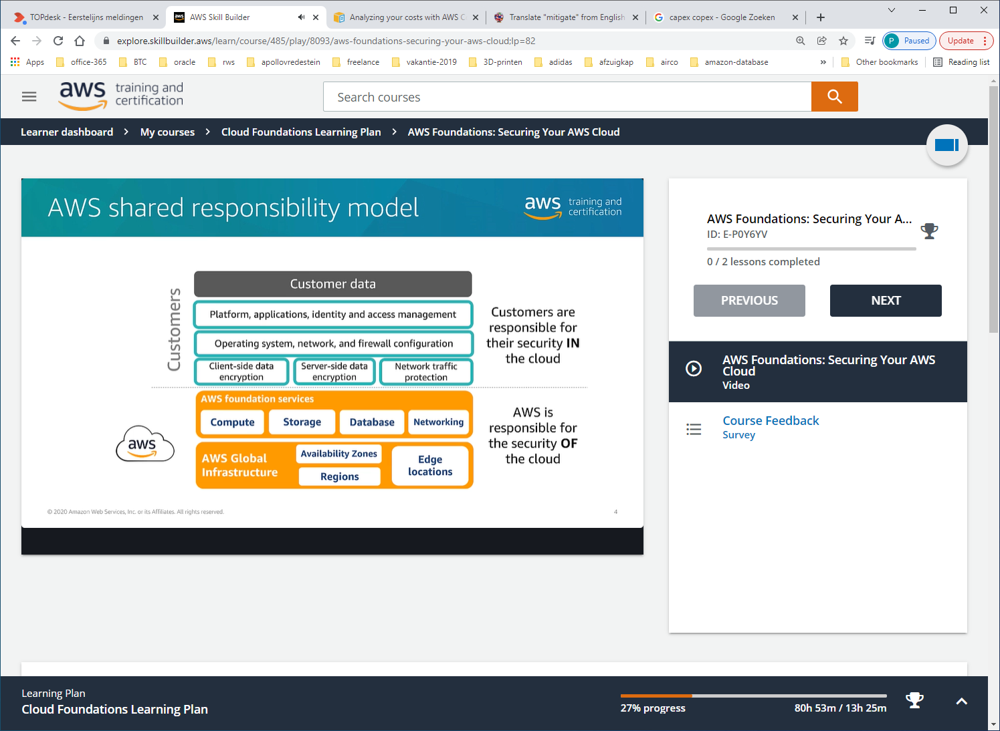 TOPdesk - Eerstelijns meldingen
AWS Skill Builder
Analyzing your costs with AWS C
Translate "mitigate" from English
capex copex - Google Zoeken
explore.skillbuilder.aws/learn/course/485/play/8093/aws-foundations-securing-your-aws-cloud;lp=82
P Paused
Update
Apps
office-365
BTC
oracle
rws
apollovredestein
freelance
vakantie-2019
3D-printen
adidas
afzuigkap
airco
amazon-database
»
Other bookmarks
Reading list
aws training and
certification
Search courses
Learner dashboard > My courses > Cloud Foundations Learning Plan > AWS Foundations: Securing Your AWS Cloud
AWS shared responsibility model
aws training and
certification
Customers
Customer data
Platform, applications, identity and access management
Operating system, network, and firewall configuration
Client-side data
encryption
Server-side data
encryption
Network traffic
protection
Customers are
responsible for
their security IN
the cloud
aws
AWS foundation services
Compute
Storage
Database
Networking
AWS Global
Infrastructure
Availability Zones
Regions
Edge
locations
AWS is
responsible for
the security OF
the cloud
© 2020 Amazon Web Services, Inc. or its Affiliates. All rights reserved.
4
AWS Foundations: Securing Your A...
ID: E-P0Y6YV
0 / 2 lessons completed
PREVIOUS
NEXT
AWS Foundations: Securing Your AWS
Cloud
Video
Course Feedback
Survey
Learning Plan
Cloud Foundations Learning Plan
27% progress
80h 53m / 13h 25m